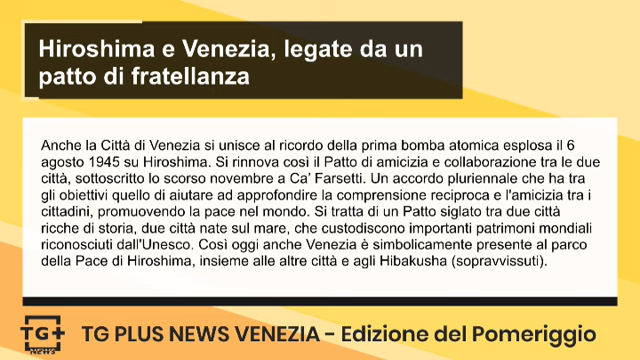 Hiroshima e Venezia, legate da un
patto di fratellanza
Anche la Città di Venezia si unisce al ricordo della prima bomba atomica esplosa il 6
agosto 1945 su Hiroshima. Si rinnova così il Patto di amicizia e collaborazione tra le due
città, sottoscritto lo scorso novembre a Ca’ Farsetti. Un accordo pluriennale che ha tra
gli obiettivi quello di aiutare ad approfondire la comprensione reciproca e l'amicizia tra i
cittadini, promuovendo la pace nel mondo. Si tratta di un Patto siglato tra due città
ricche di storia, due città nate sul mare, che custodiscono importanti patrimoni mondiali
riconosciuti dall'Unesco. Così oggi anche Venezia è simbolicamente presente al parco
della Pace di Hiroshima, insieme alle altre città e agli Hibakusha (sopravvissuti).
TG+
NEWS
TG PLUS NEWS VENEZIA - Edizione del Pomeriggio